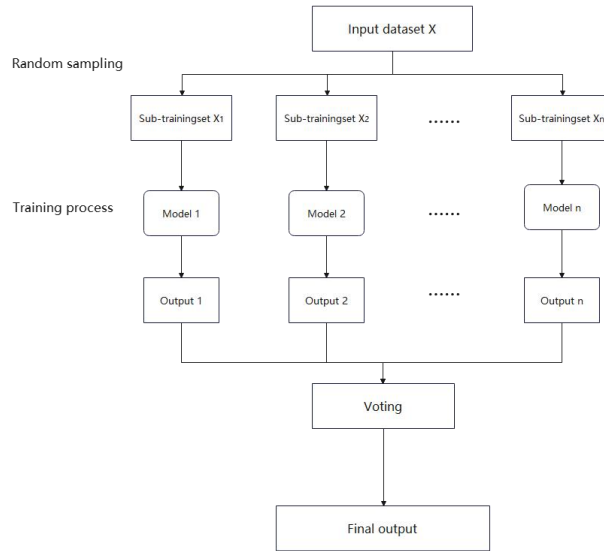 Input dataset X
Random sampling
Sub-trainingset X1 Sub-trainingset X2 ...... Sub-trainingset Xn
Training process
Model 1 Model 2 ...... Model n
Output 1 Output 2 ...... Output n
Voting
Final output